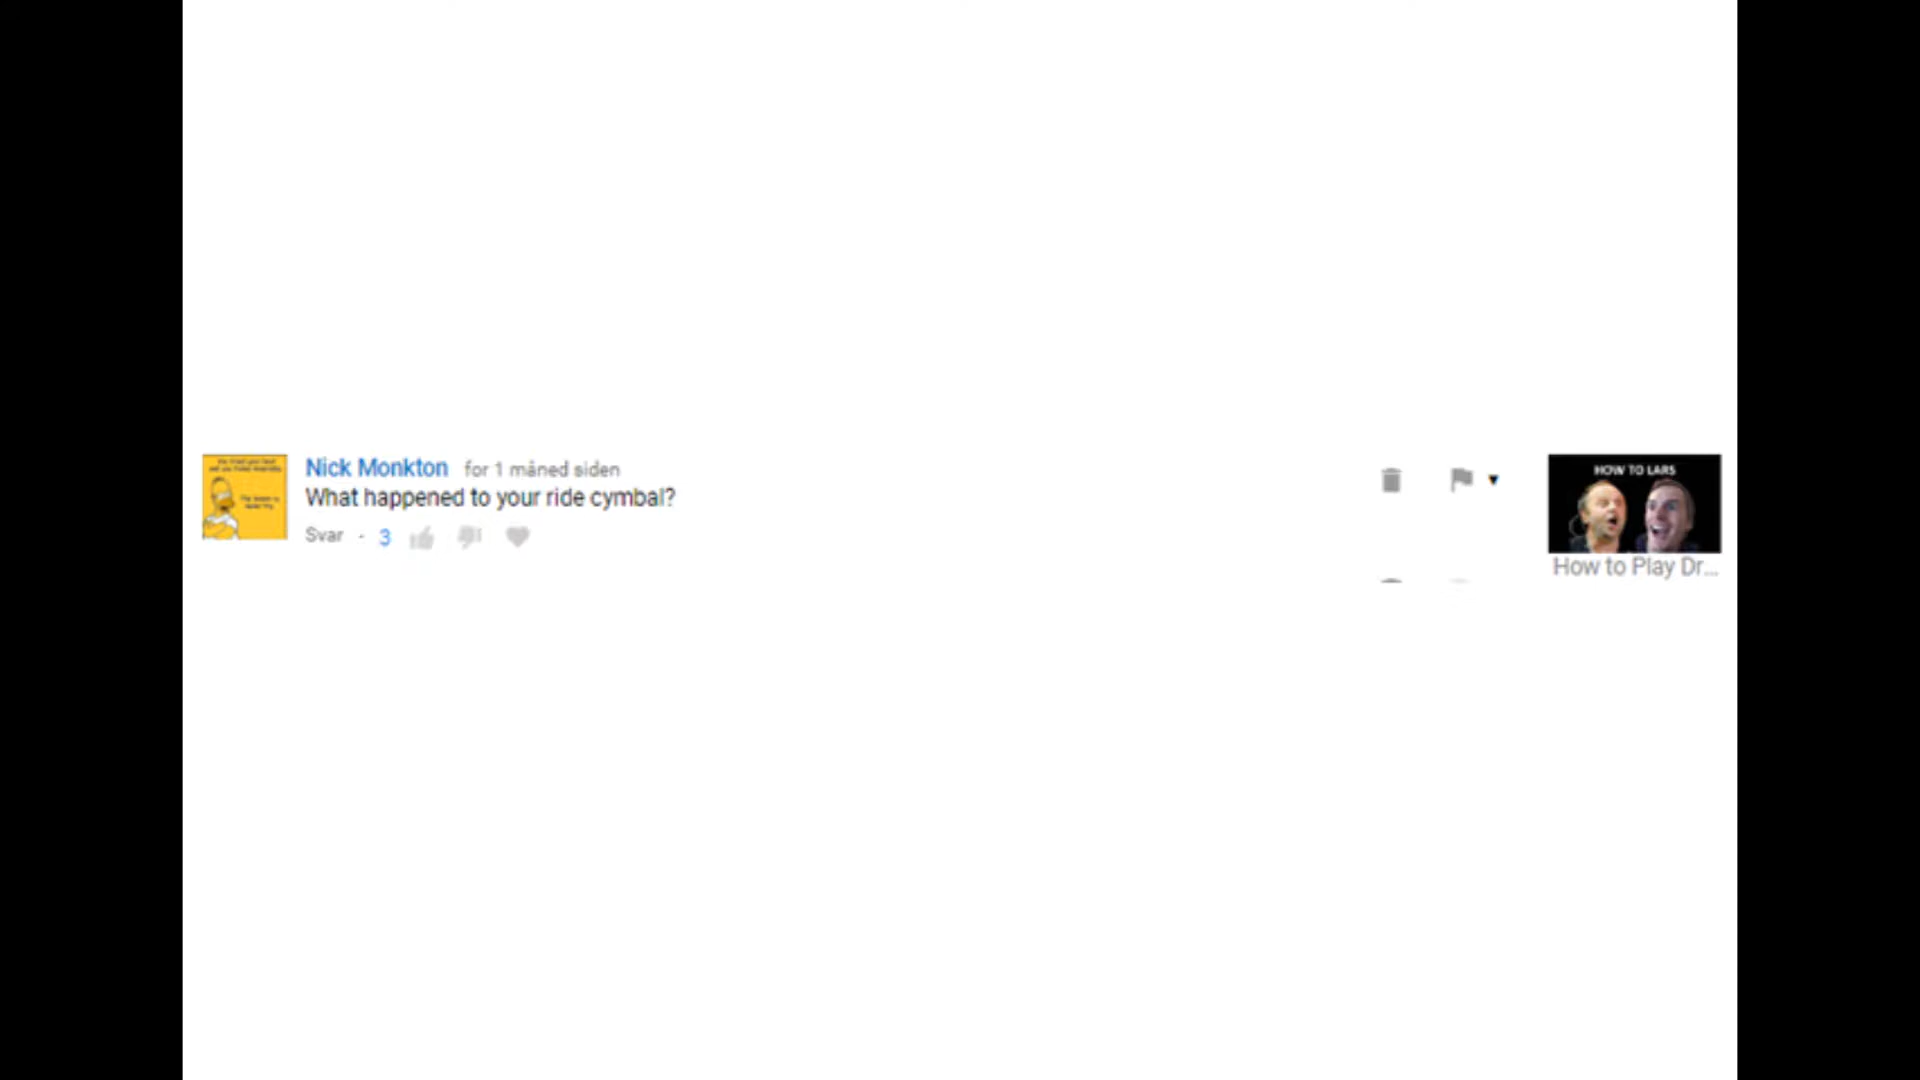 Nick Monkton for 1 måned siden
What happened to your ride cymbal?
Svar · 3
HOW TO LARS
How to Play Dr...